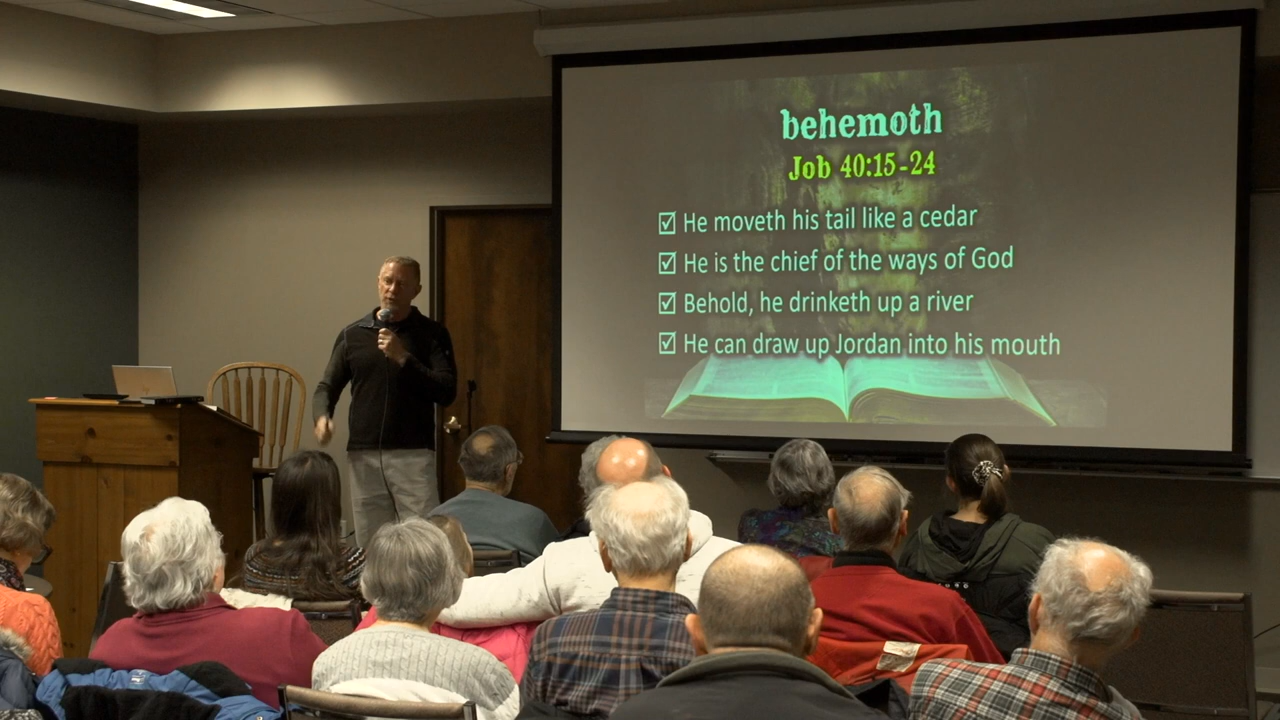 behemoth
Job 40:15-24
He moveth his tail like a cedar
He is the chief of the ways of God
Behold, he drinketh up a river
He can draw up Jordan into his mouth